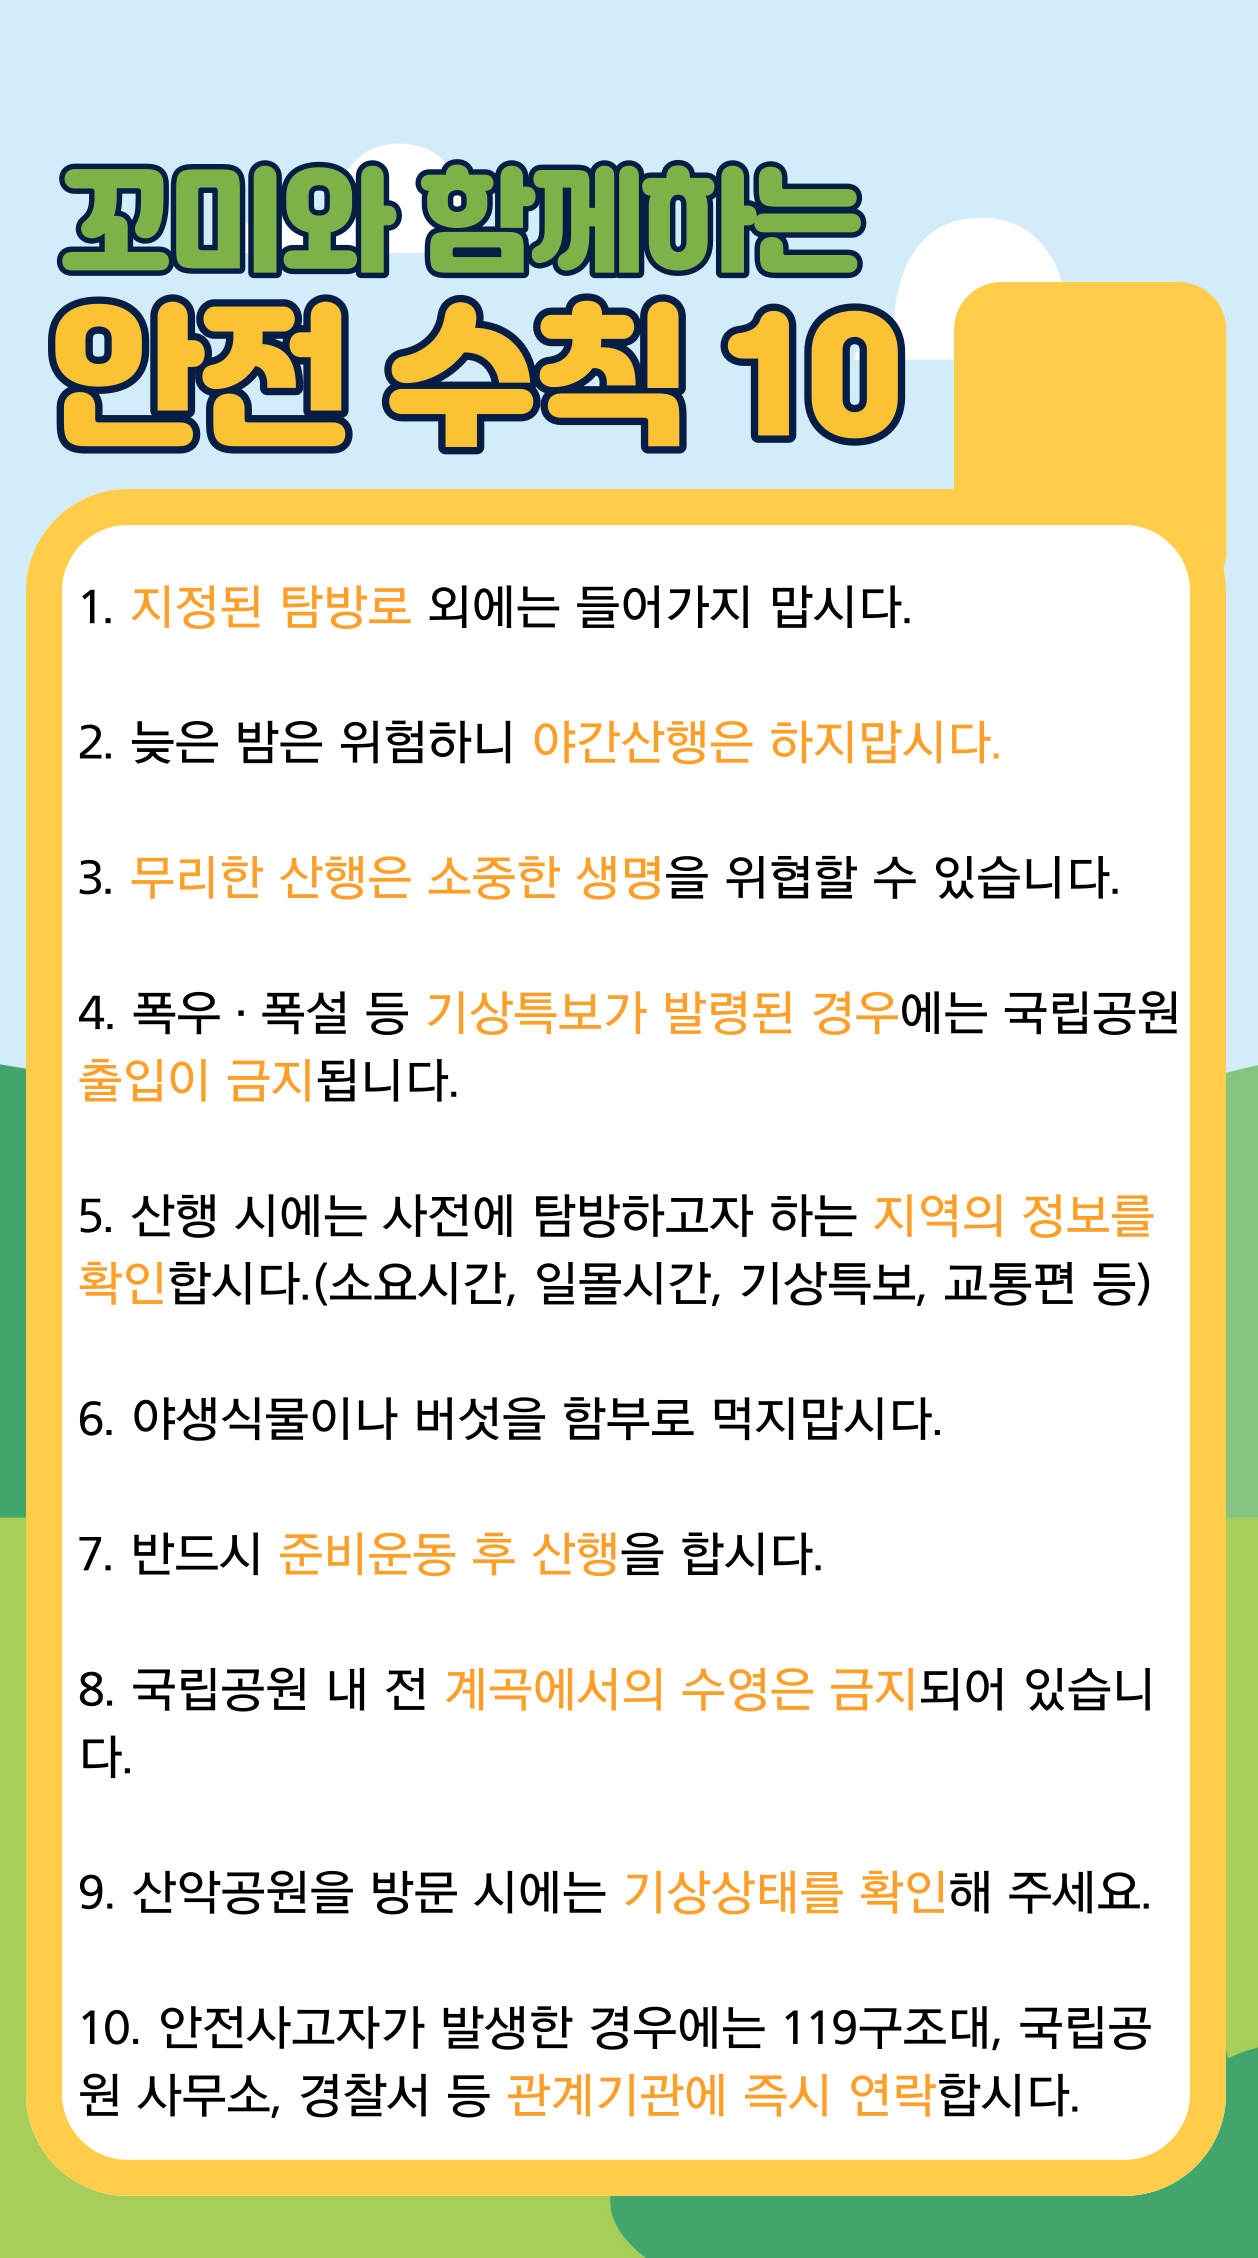 꼬미와 함께하는
안전 수칙 10
1. 지정된 탐방로 외에는 들어가지 맙시다.
2. 늦은 밤은 위험하니 야간산행은 하지맙시다.
3. 무리한 산행은 소중한 생명을 위협할 수 있습니다.
4. 폭우 · 폭설 등 기상특보가 발령된 경우에는 국립공원
출입이 금지됩니다.
5. 산행 시에는 사전에 탐방하고자 하는 지역의 정보를
확인합시다.(소요시간, 일몰시간, 기상특보, 교통편 등)
6. 야생식물이나 버섯을 함부로 먹지맙시다.
7. 반드시 준비운동 후 산행을 합시다.
8. 국립공원 내 전 계곡에서의 수영은 금지되어 있습니
다.
9. 산악공원을 방문 시에는 기상상태를 확인해 주세요.
10. 안전사고자가 발생한 경우에는 119구조대, 국립공
원 사무소, 경찰서 등 관계기관에 즉시 연락합시다.